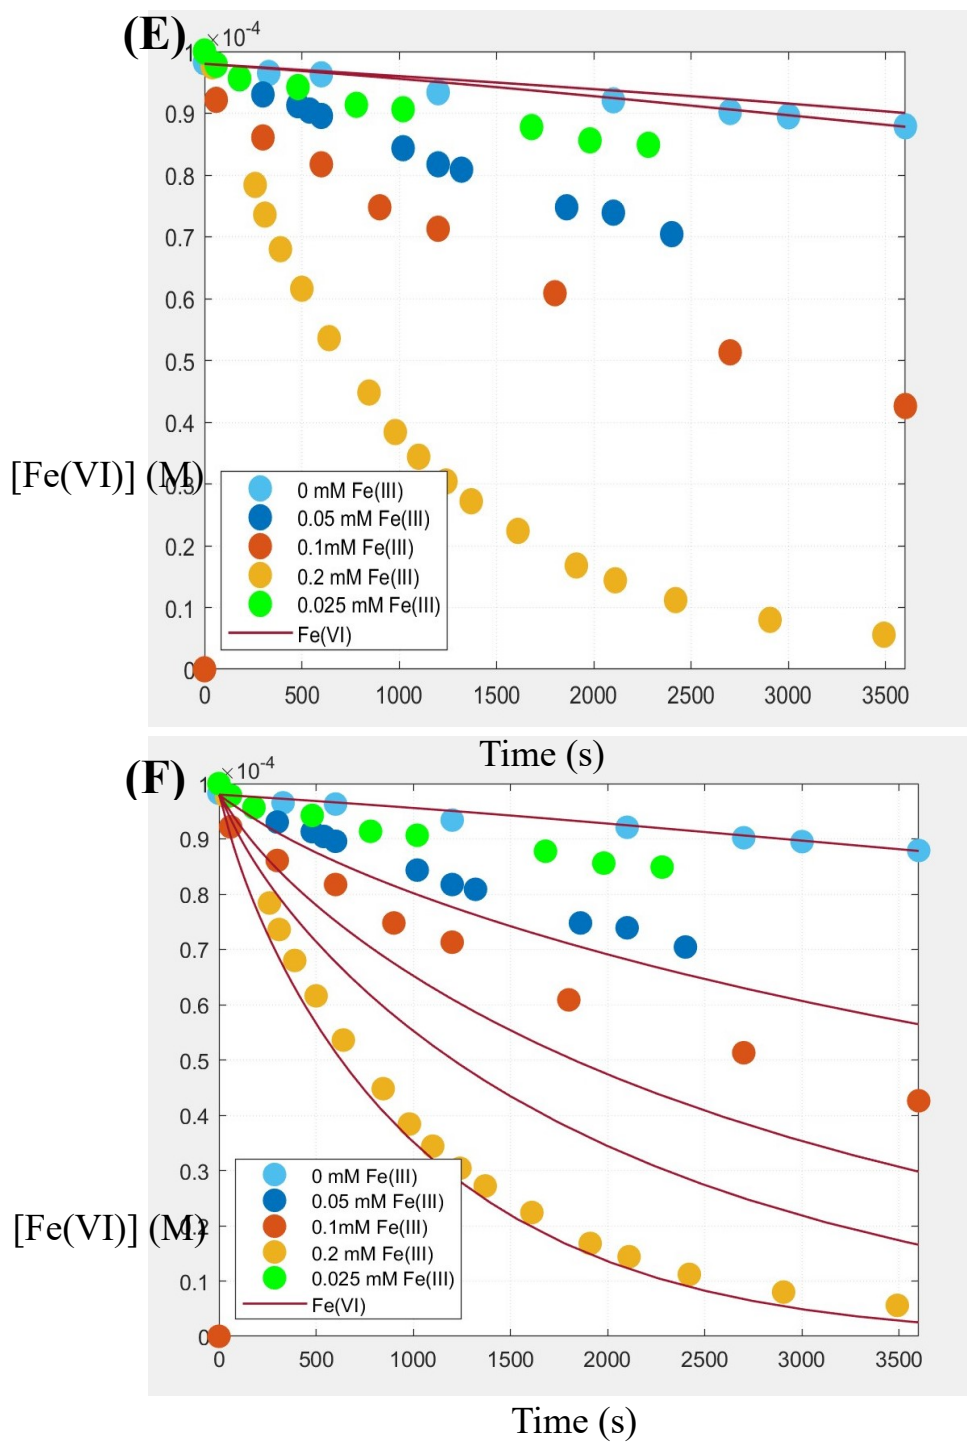 (E)
×10⁻⁴
1
0.9
0.8
0.7
0.6
0.5
0.4
[Fe(VI)] (M)
0.3
0.2
0.1
0
0 mM Fe(III)
0.05 mM Fe(III)
0.1mM Fe(III)
0.2 mM Fe(III)
0.025 mM Fe(III)
Fe(VI)
0 500 1000 1500 2000 2500 3000 3500
Time (s)
(F)
×10⁻⁴
1
0.9
0.8
0.7
0.6
0.5
0.4
0.3
[Fe(VI)] (M)
0.2
0.1
0
0 mM Fe(III)
0.05 mM Fe(III)
0.1mM Fe(III)
0.2 mM Fe(III)
0.025 mM Fe(III)
Fe(VI)
0 500 1000 1500 2000 2500 3000 3500
Time (s)